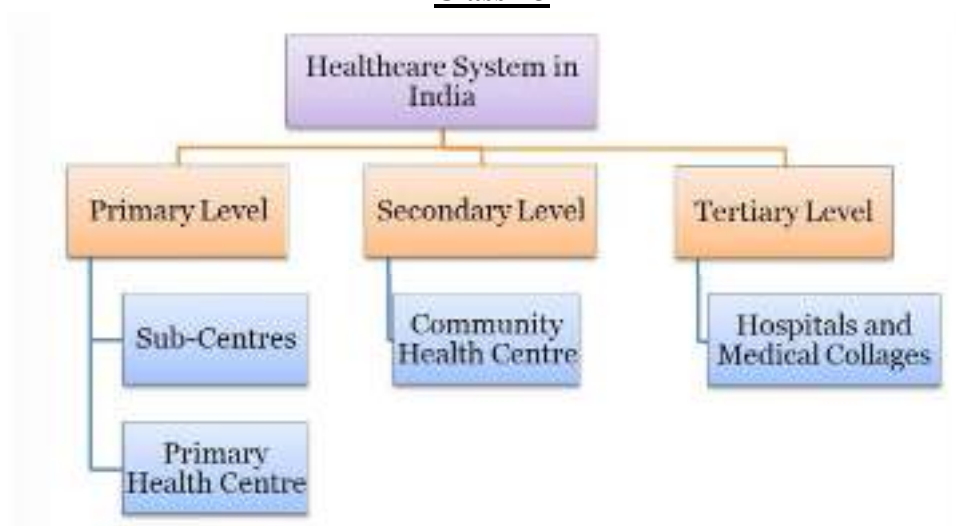 Healthcare System in
India
Primary Level
Secondary Level
Tertiary Level
Sub-Centres
Community
Health Centre
Hospitals and
Medical Collages
Primary
Health Centre